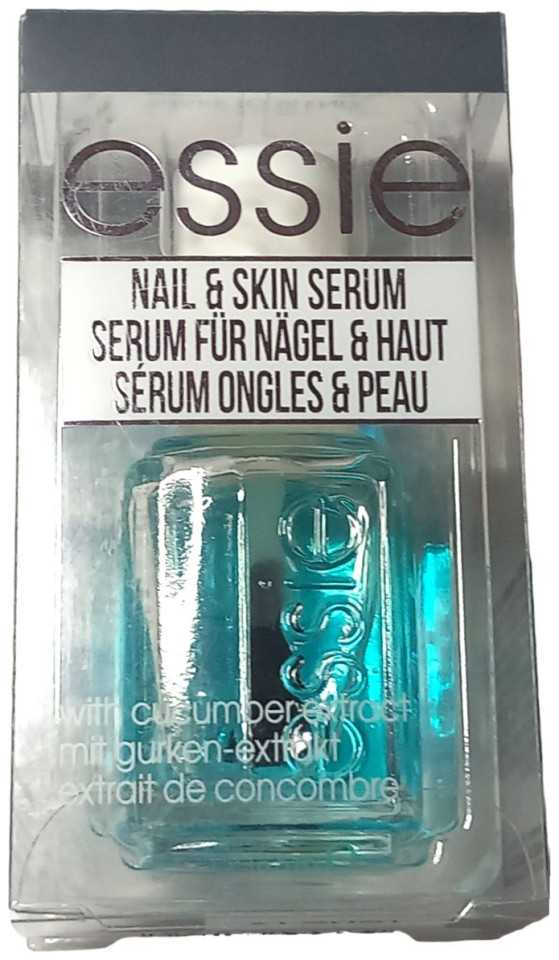 essie
NAIL & SKIN SERUM
SERUM FÜR NÄGEL & HAUT
SÉRUM ONGLES & PEAU
essie
with cucumber extract
mit gurken-extrakt
extrait de concombre